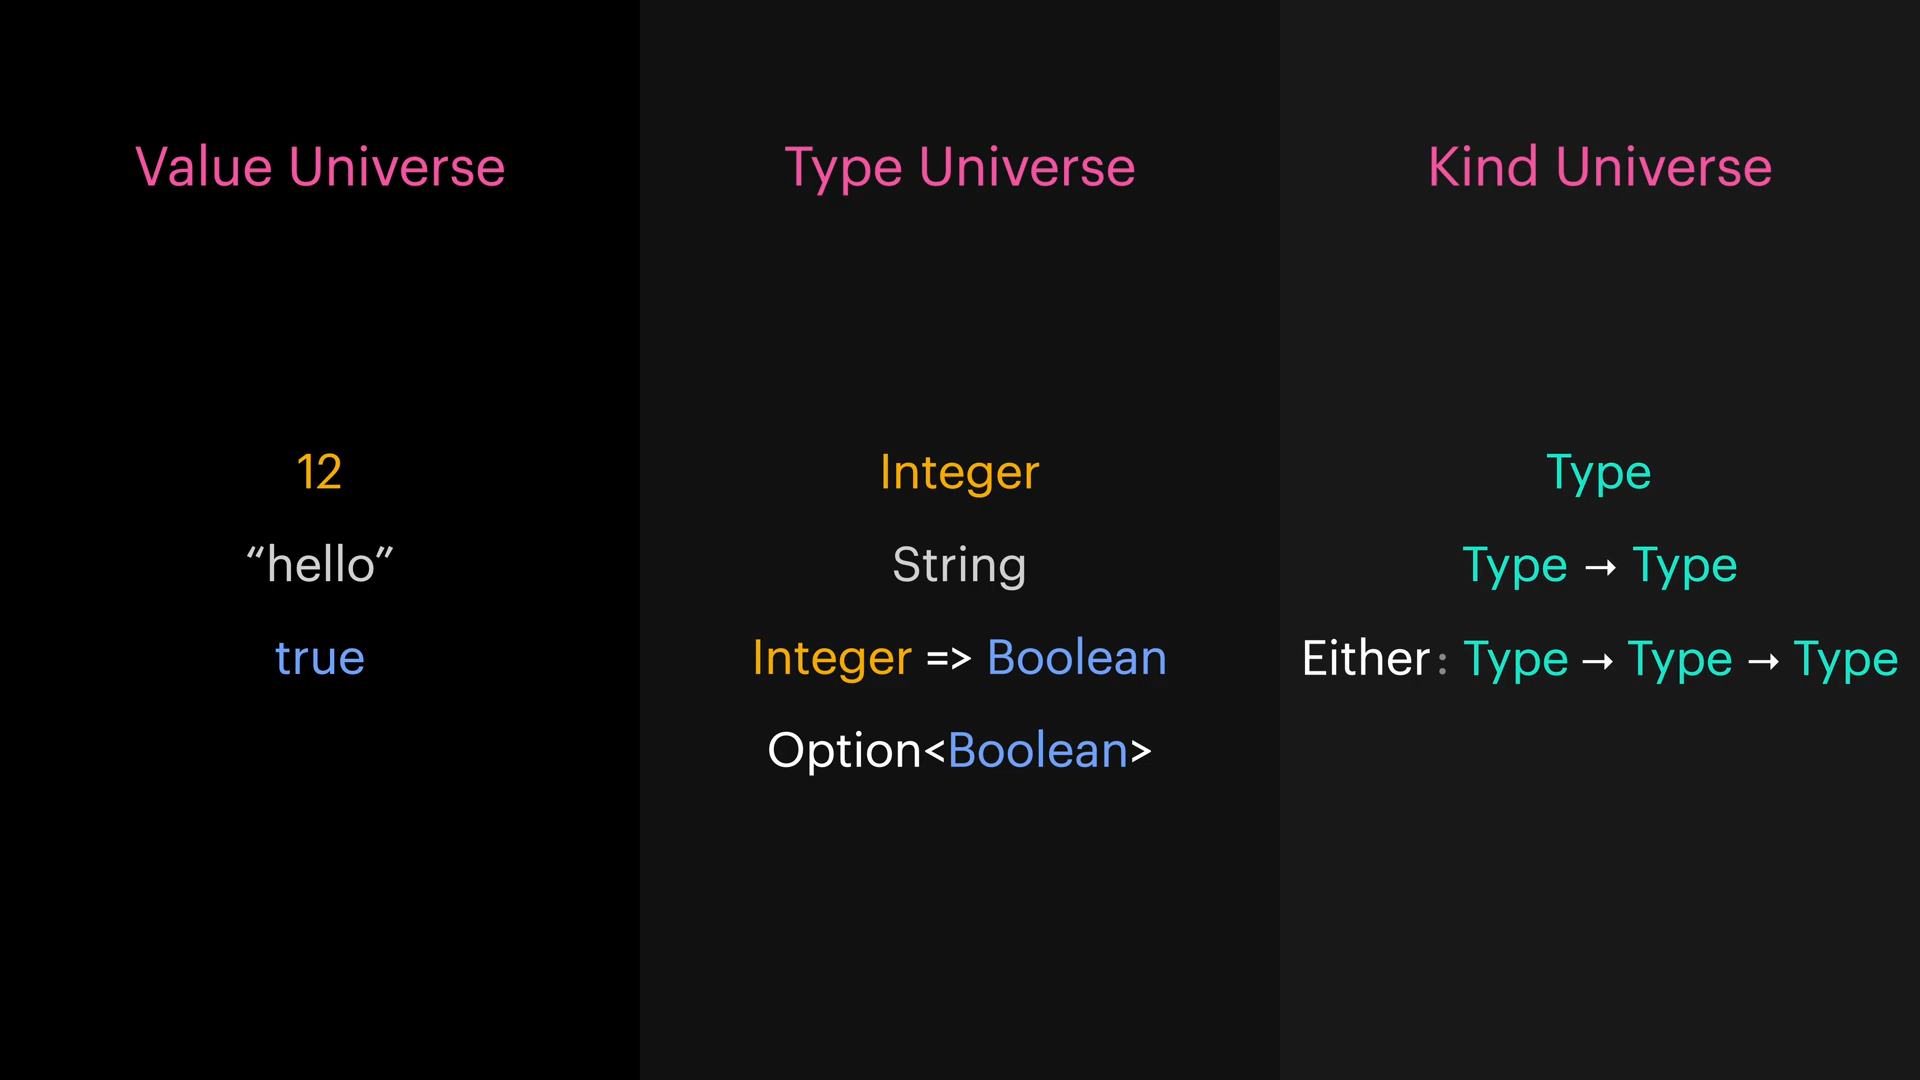 Value Universe
12
“hello”
true
Type Universe
Integer
String
Integer => Boolean
Option<Boolean>
Kind Universe
Type
Type → Type
Either: Type → Type → Type